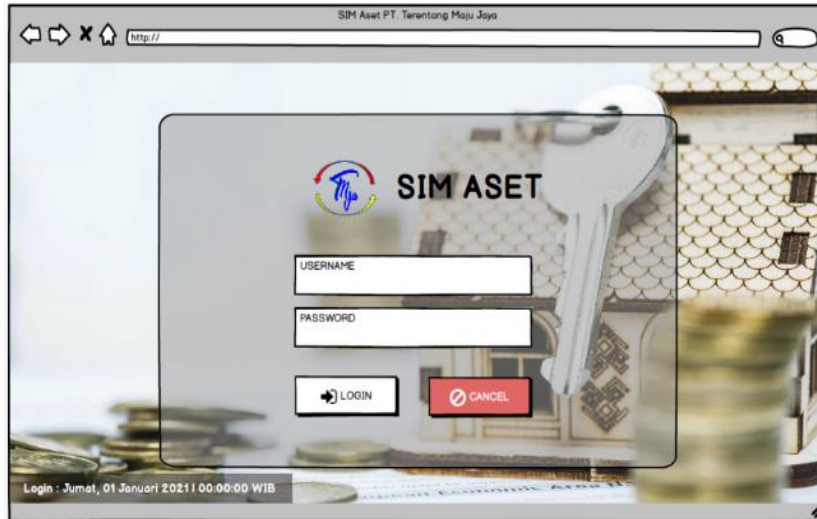 SIM Aset PT. Terentang Maju Jaya
http://
SIM ASET
USERNAME
PASSWORD
LOGIN
CANCEL
Login : Jumat, 01 Januari 2021 | 00:00:00 WIB